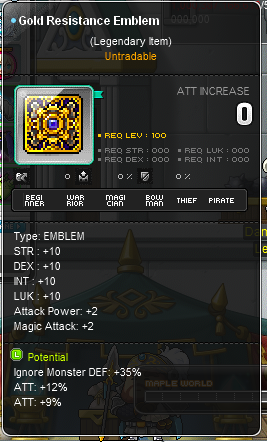 Gold Resistance Emblem
(Legendary Item)
Untradable
ATT INCREASE
0
REQ LEV : 100
REQ STR : 000
REQ LUK : 000
REQ DEX : 000
REQ INT : 000
0 0 % 0 %
BEGINNER WARRIOR MAGICIAN BOWMAN THIEF PIRATE
Type: EMBLEM
STR : +10
DEX : +10
INT : +10
LUK : +10
Attack Power: +2
Magic Attack: +2
L Potential
Ignore Monster DEF: +35%
ATT: +12%
ATT: +9%
MAPLE WORLD